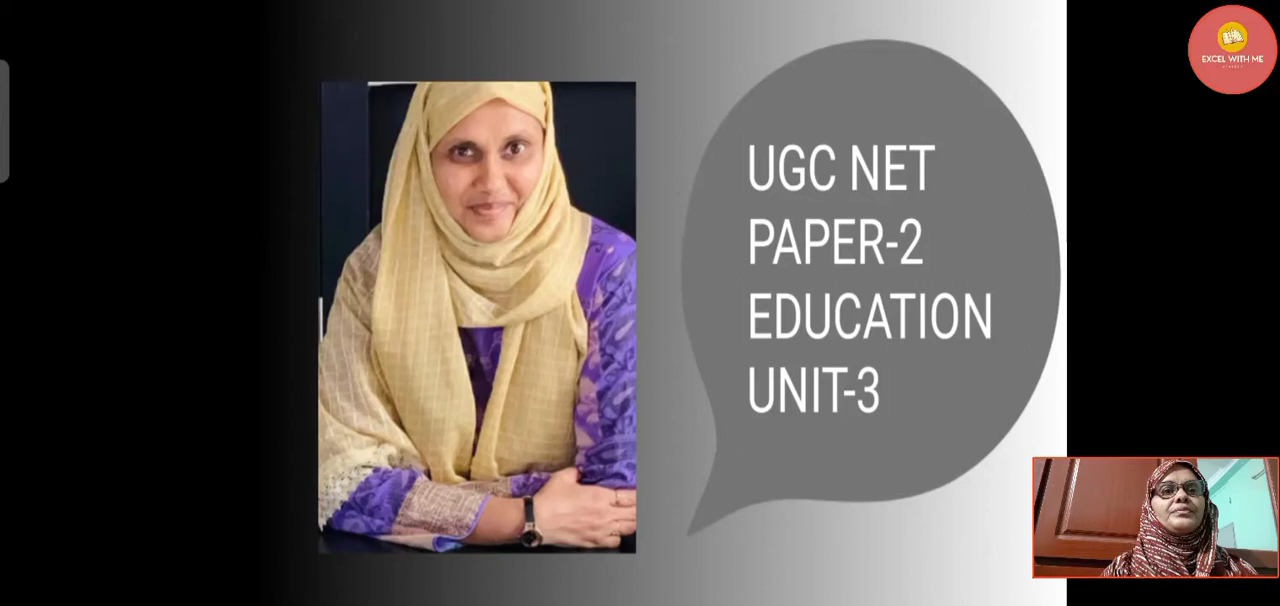 UGC NET
PAPER-2
EDUCATION
UNIT-3
EXCEL WITH ME